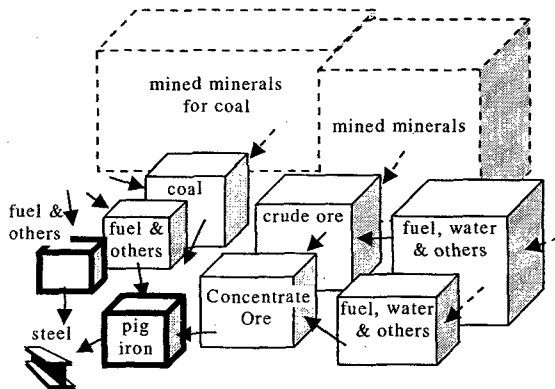 mined minerals
for coal
mined minerals
coal
fuel &
others
fuel &
others
crude ore
fuel, water
& others
Concentrate
Ore
fuel, water
& others
steel
pig
iron